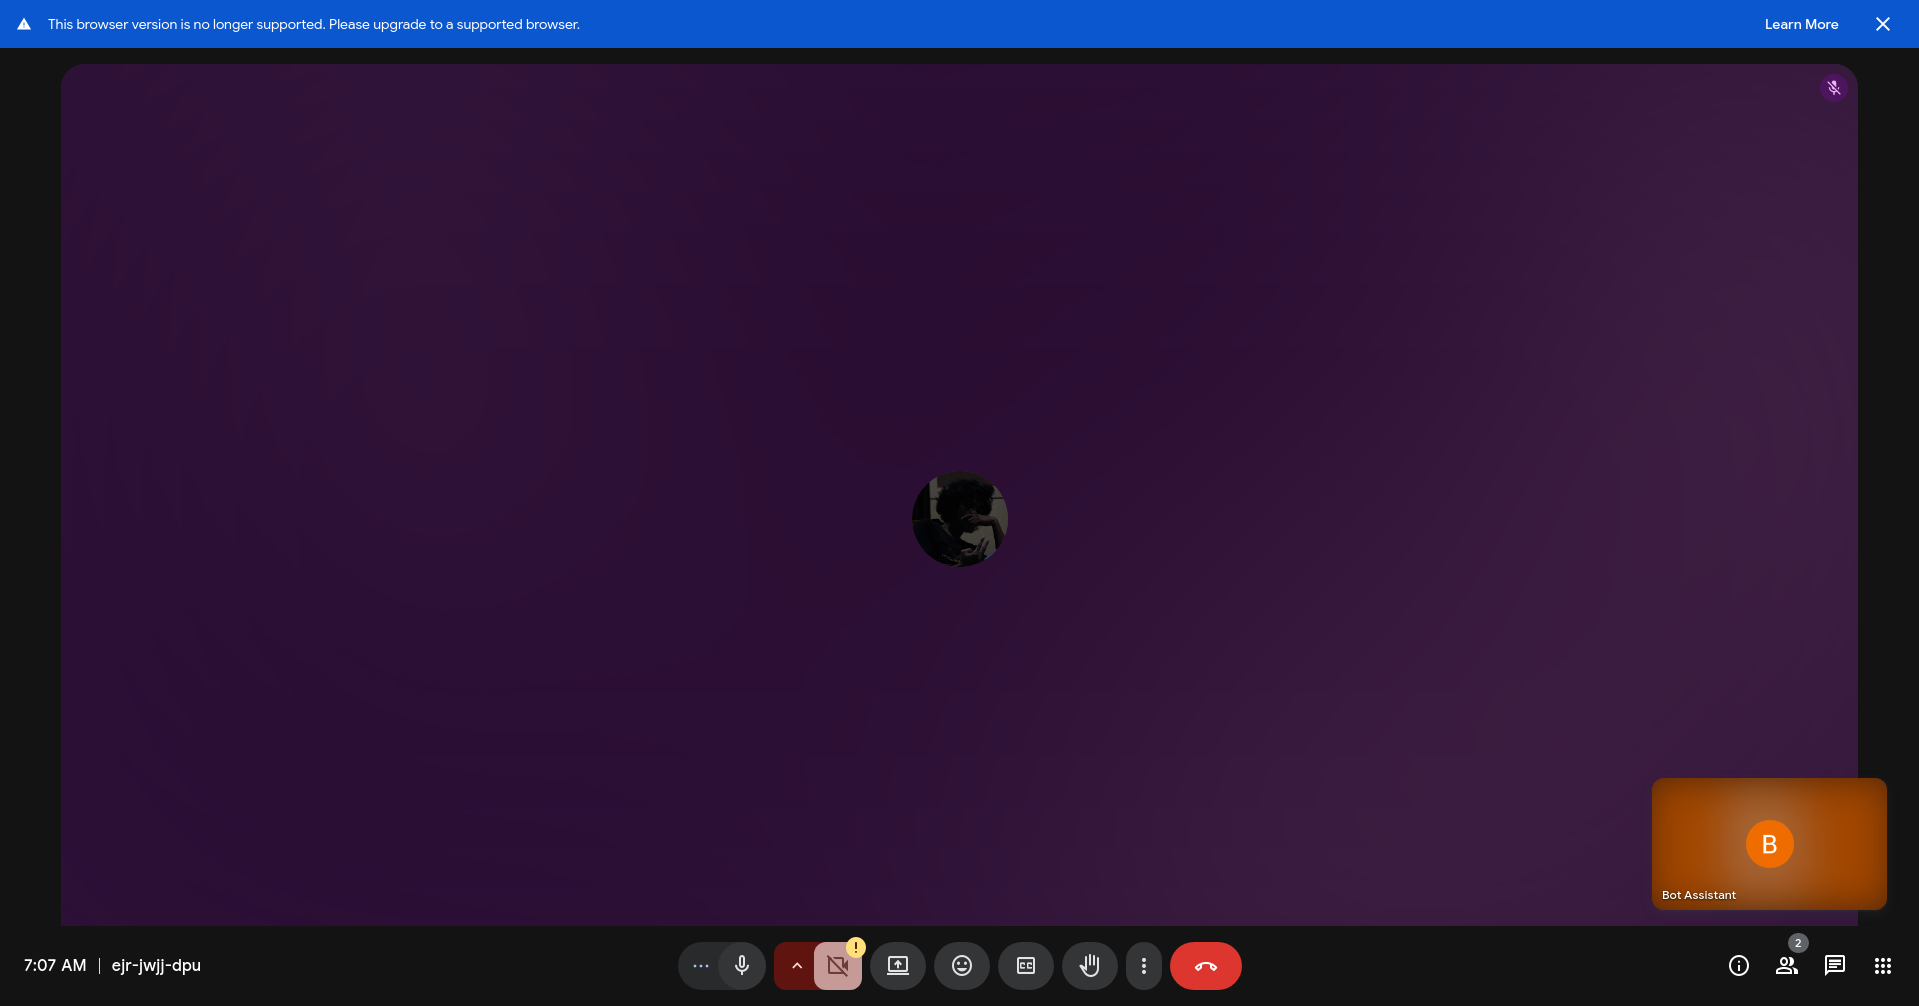 This browser version is no longer supported. Please upgrade to a supported browser.
Learn More
B
Bot Assistant
7:07 AM | ejr-jwjj-dpu
CC
2